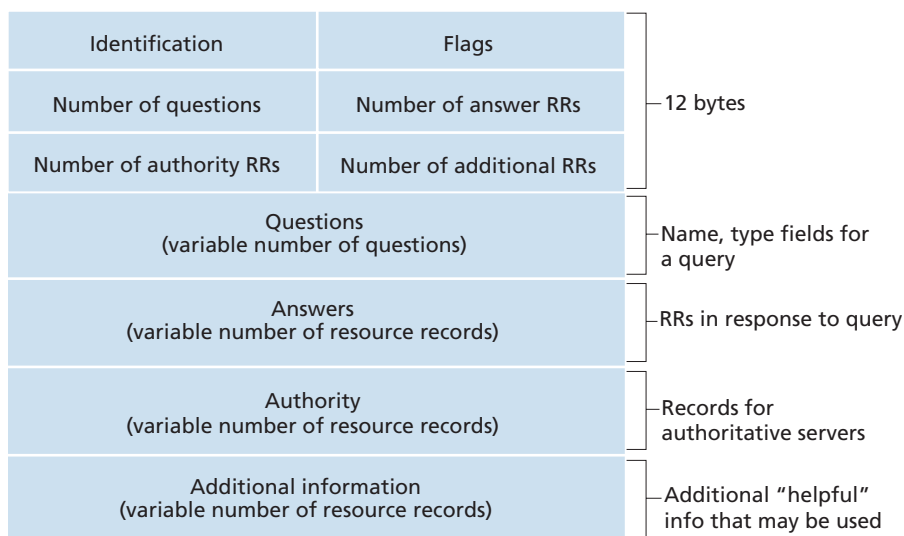 Identification
Flags
Number of questions
Number of answer RRs
12 bytes
Number of authority RRs
Number of additional RRs
Questions
(variable number of questions)
Name, type fields for
a query
Answers
(variable number of resource records)
RRs in response to query
Authority
(variable number of resource records)
Records for
authoritative servers
Additional information
(variable number of resource records)
Additional “helpful”
info that may be used